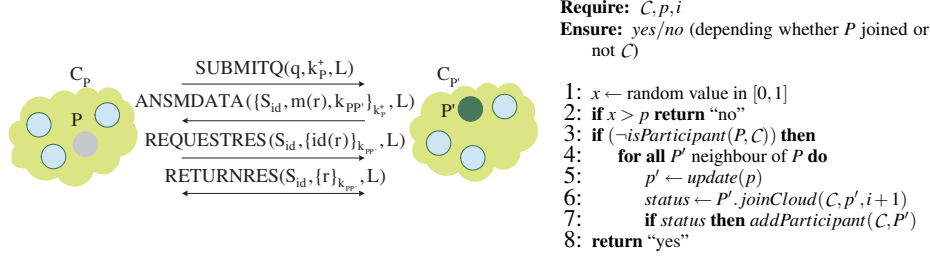 C_P
P
SUBMITQ(q, k_P^+, L)
ANSMDATA({S_id, m(r), k_PP'}_{k_P^+}, L)
REQUESTRES(S_id, {id(r)}_{k_PP'}, L)
RETURNRES(S_id, {r}_{k_PP'}, L)
C_P'
P'
Require: C, p, i
Ensure: yes/no (depending whether P joined or
not C)
1: x ← random value in [0,1]
2: if x > p return “no”
3: if (¬isParticipant(P,C)) then
4: for all P' neighbour of P do
5: p' ← update(p)
6: status ← P'.joinCloud(C, p', i+1)
7: if status then addParticipant(C,P')
8: return “yes”